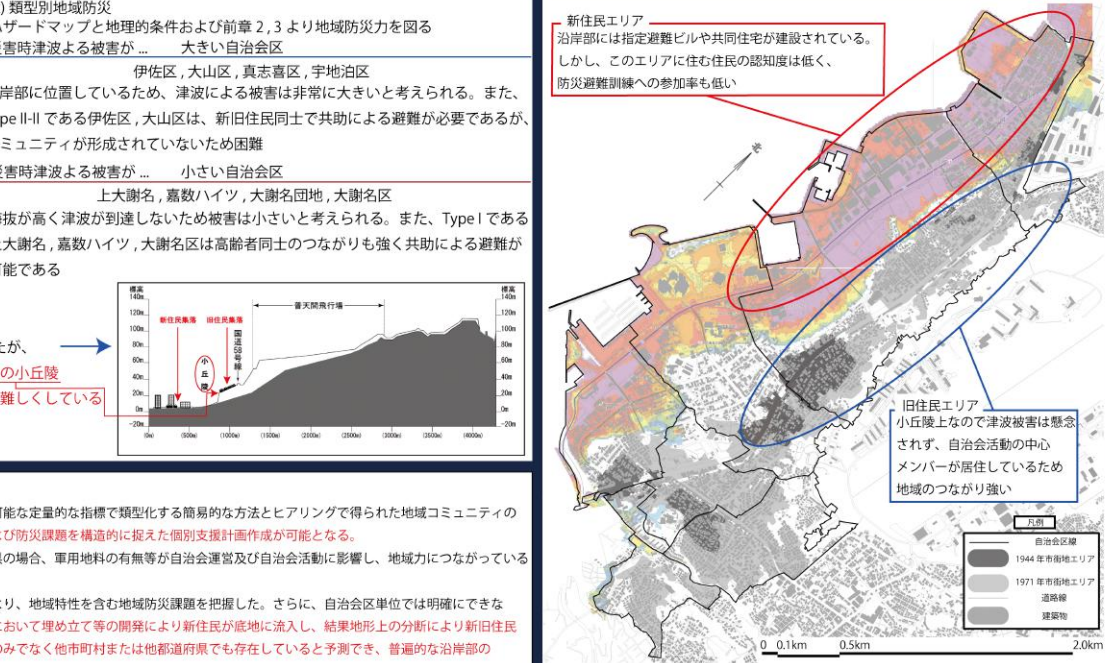 ) 類型別地域防災
ハザードマップと地理的条件および前章 2 , 3 より地域防災力を図る
災害時津波よる被害が ... 大きい自治会区
伊佐区 , 大山区 , 真志喜区 , 宇地泊区
岸部に位置しているため、津波による被害は非常に大きいと考えられる。また、
ype II-II である伊佐区 , 大山区は、新旧住民同士で共助による避難が必要であるが、
ミュニティが形成されていないため困難
災害時津波よる被害が ... 小さい自治会区
上大謝名 , 嘉数ハイツ , 大謝名団地 , 大謝名区
海抜が高く津波が到達しないため被害は小さいと考えられる。また、Type I である
上大謝名 , 嘉数ハイツ , 大謝名区は高齢者同士のつながりも強く共助による避難が
可能である
たが、
の小丘陵
難しくしている
標高
140m
120m
100m
80m
60m
40m
20m
0m
−20m
新住民集落
旧住民集落
小丘陵
国道58号線
普天間飛行場
標高
140m
120m
100m
80m
60m
40m
20m
0m
−20m
(0m)
(500m)
(1000m)
(1500m)
(2000m)
(2500m)
(3000m)
(3500m)
(4000m)
可能な定量的な指標で類型化する簡易的な方法とヒアリングで得られた地域コミュニティの
よび防災課題を構造的に捉えた個別支援計画作成が可能となる。
県の場合、軍用地料の有無等が自治会運営及び自治会活動に影響し、地域力につながっている
より、地域特性を含む地域防災課題を把握した。さらに、自治会区単位では明確にできな
において埋め立て等の開発により新住民が底地に流入し、結果地形上の分断により新旧住民
のみでなく他市町村または他都道府県でも存在していると予測でき、普遍的な沿岸部の
新住民エリア
沿岸部には指定避難ビルや共同住宅が建設されている。
しかし、このエリアに住む住民の認知度は低く、
防災避難訓練への参加率も低い
旧住民エリア
小丘陵上なので津波被害は懸念
されず、自治会活動の中心
メンバーが居住しているため
地域のつながり強い
凡例
自治会区線
1944 年市街地エリア
1971 年市街地エリア
道路線
建築物
0 0.1km 0.5km 2.0km